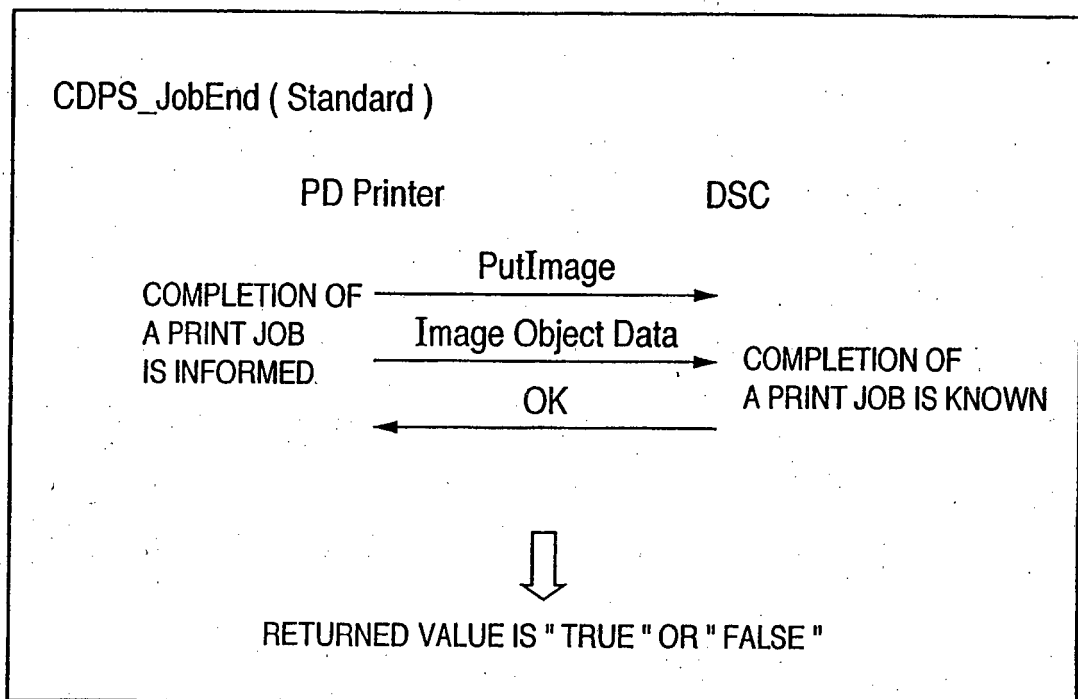 CDPS_JobEnd ( Standard )
PD Printer DSC
PutImage
COMPLETION OF
A PRINT JOB
IS INFORMED.
Image Object Data
COMPLETION OF
A PRINT JOB IS KNOWN
OK
RETURNED VALUE IS " TRUE " OR " FALSE "